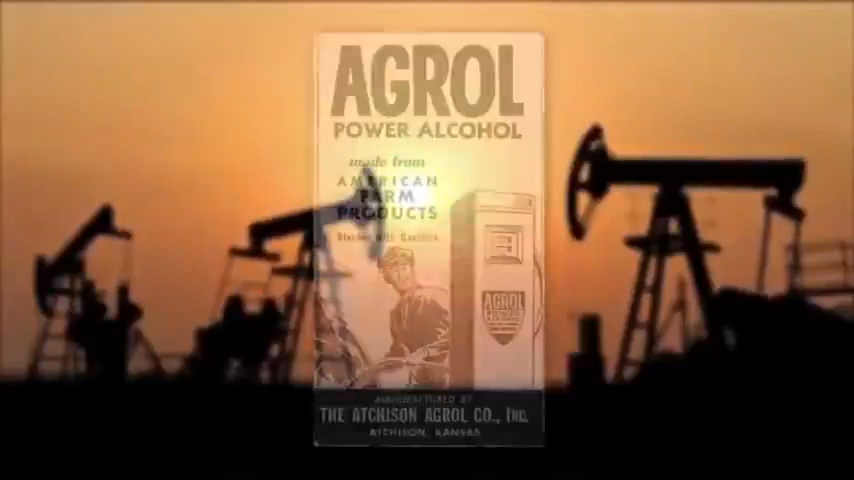 AGROL
POWER ALCOHOL
made from
AMERICAN
FARM
PRODUCTS
AGROL
MANUFACTURED BY
THE ATCHISON AGROL CO., INC.
ATCHISON, KANSAS